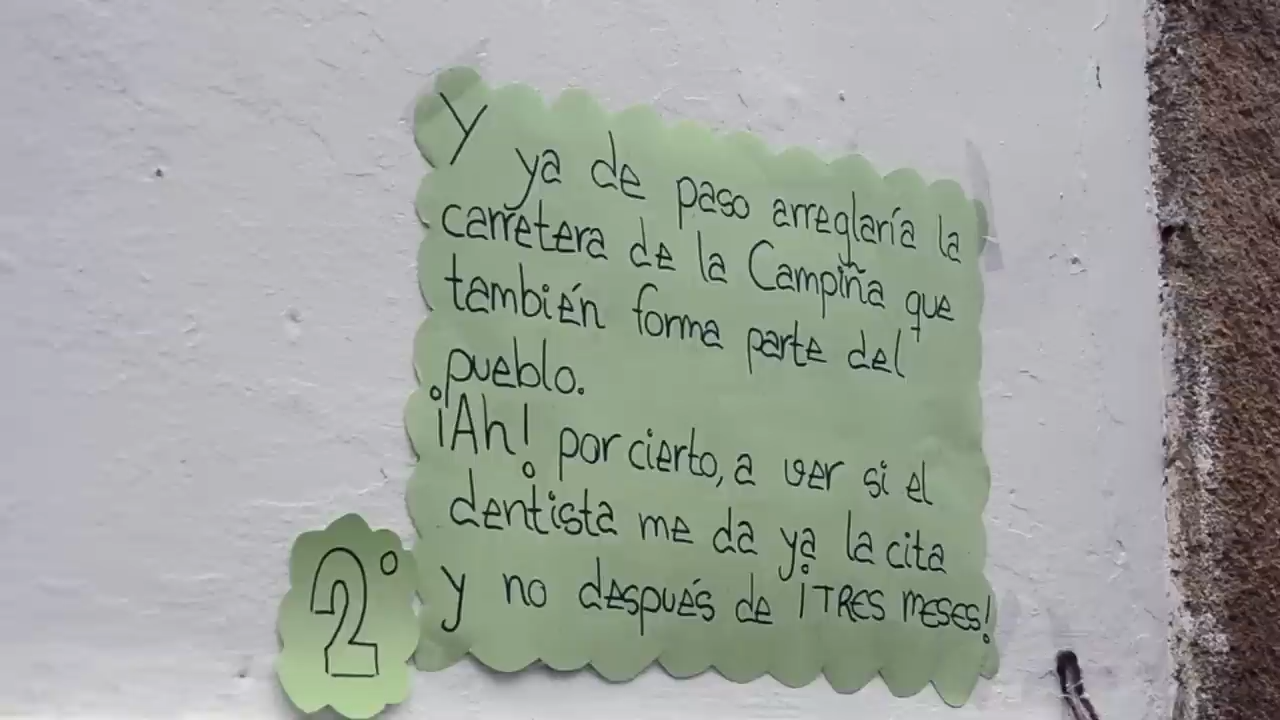 Y ya de paso arreglaría la
carretera de la Campiña que
también forma parte del
pueblo.
¡Ah! por cierto, a ver si el
dentista me da ya la cita
y no después de ¡TRES MESES!
2º